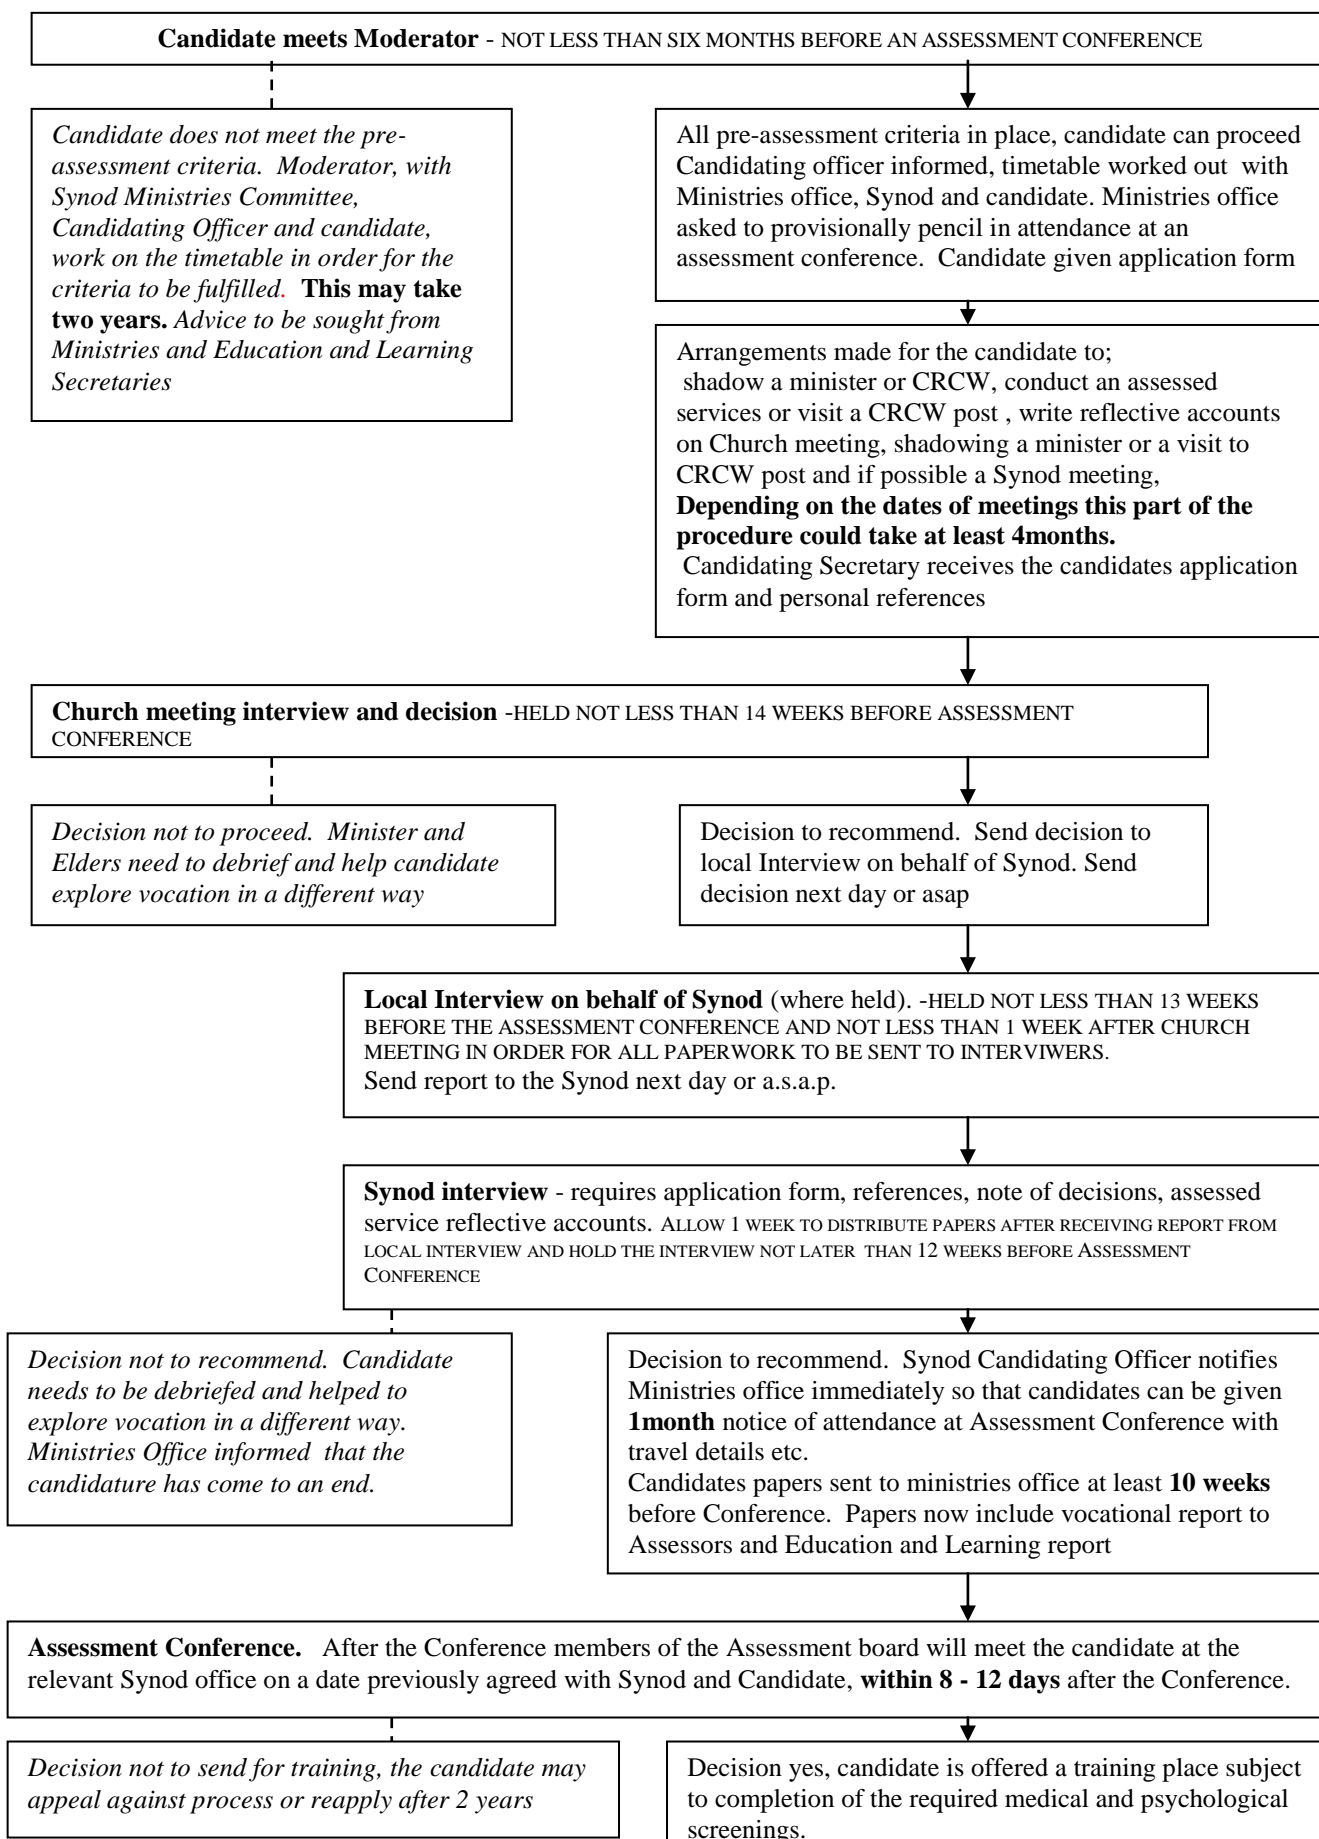 Candidate meets Moderator - NOT LESS THAN SIX MONTHS BEFORE AN ASSESSMENT CONFERENCE
Candidate does not meet the pre-
assessment criteria. Moderator, with
Synod Ministries Committee,
Candidating Officer and candidate,
work on the timetable in order for the
criteria to be fulfilled. This may take
two years. Advice to be sought from
Ministries and Education and Learning
Secretaries
All pre-assessment criteria in place, candidate can proceed
Candidating officer informed, timetable worked out with
Ministries office, Synod and candidate. Ministries office
asked to provisionally pencil in attendance at an
assessment conference. Candidate given application form
Arrangements made for the candidate to;
shadow a minister or CRCW, conduct an assessed
services or visit a CRCW post , write reflective accounts
on Church meeting, shadowing a minister or a visit to
CRCW post and if possible a Synod meeting,
Depending on the dates of meetings this part of the
procedure could take at least 4months.
Candidating Secretary receives the candidates application
form and personal references
Church meeting interview and decision -HELD NOT LESS THAN 14 WEEKS BEFORE ASSESSMENT
CONFERENCE
Decision not to proceed. Minister and
Elders need to debrief and help candidate
explore vocation in a different way
Decision to recommend. Send decision to
local Interview on behalf of Synod. Send
decision next day or asap
Local Interview on behalf of Synod (where held). -HELD NOT LESS THAN 13 WEEKS
BEFORE THE ASSESSMENT CONFERENCE AND NOT LESS THAN 1 WEEK AFTER CHURCH
MEETING IN ORDER FOR ALL PAPERWORK TO BE SENT TO INTERVIWERS.
Send report to the Synod next day or a.s.a.p.
Synod interview - requires application form, references, note of decisions, assessed
service reflective accounts. ALLOW 1 WEEK TO DISTRIBUTE PAPERS AFTER RECEIVING REPORT FROM
LOCAL INTERVIEW AND HOLD THE INTERVIEW NOT LATER THAN 12 WEEKS BEFORE ASSESSMENT
CONFERENCE
Decision not to recommend. Candidate
needs to be debriefed and helped to
explore vocation in a different way.
Ministries Office informed that the
candidature has come to an end.
Decision to recommend. Synod Candidating Officer notifies
Ministries office immediately so that candidates can be given
1month notice of attendance at Assessment Conference with
travel details etc.
Candidates papers sent to ministries office at least 10 weeks
before Conference. Papers now include vocational report to
Assessors and Education and Learning report
Assessment Conference. After the Conference members of the Assessment board will meet the candidate at the
relevant Synod office on a date previously agreed with Synod and Candidate, within 8 - 12 days after the Conference.
Decision not to send for training, the candidate may
appeal against process or reapply after 2 years
Decision yes, candidate is offered a training place subject
to completion of the required medical and psychological
screenings.